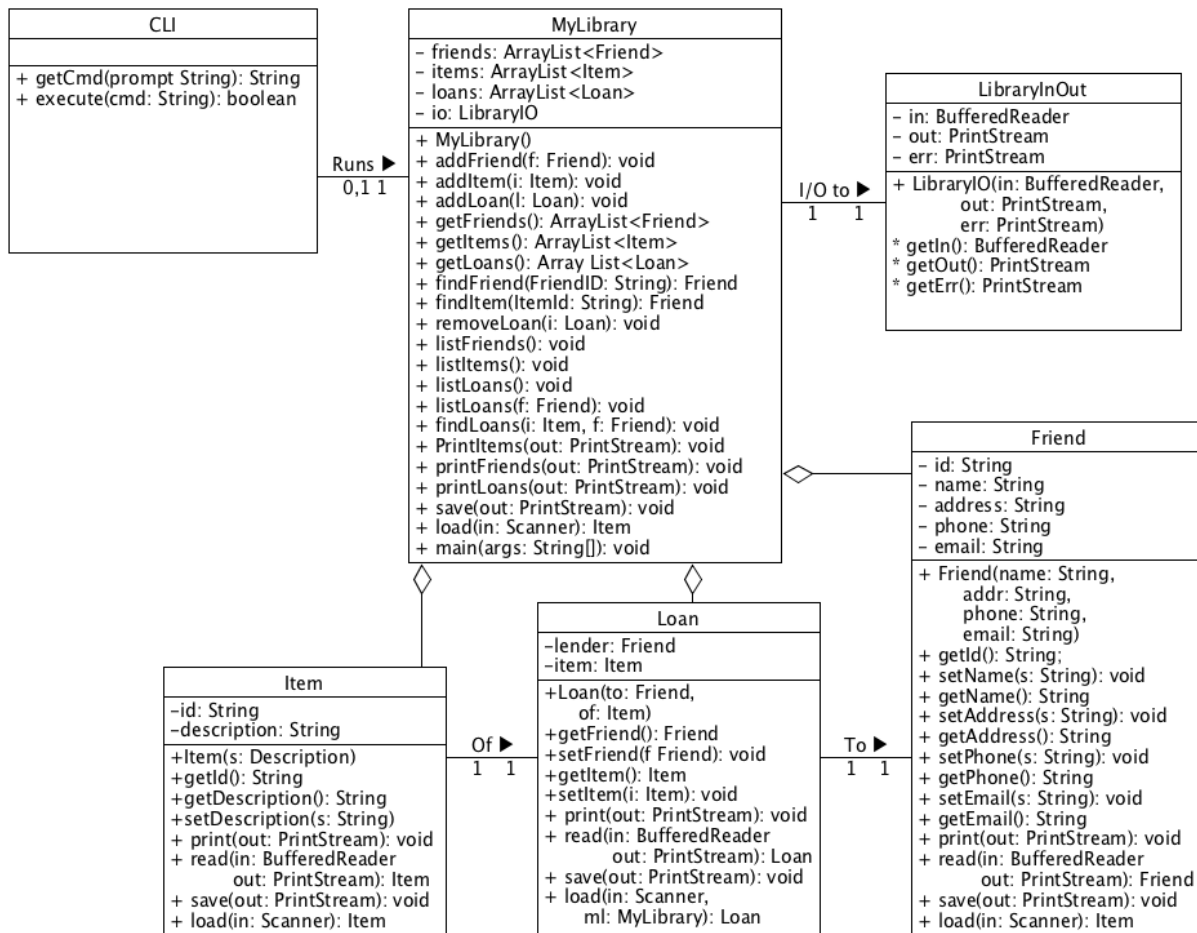 CLI
+ getCmd(prompt String): String
+ execute(cmd: String): boolean
Runs ▶
0,1 1
MyLibrary
– friends: ArrayList<Friend>
– items: ArrayList<Item>
– loans: ArrayList<Loan>
– io: LibraryIO
+ MyLibrary()
+ addFriend(f: Friend): void
+ addItem(i: Item): void
+ addLoan(l: Loan): void
+ getFriends(): ArrayList<Friend>
+ getItems(): ArrayList<Item>
+ getLoans(): Array List<Loan>
+ findFriend(FriendID: String): Friend
+ findItem(ItemId: String): Friend
+ removeLoan(i: Loan): void
+ listFriends(): void
+ listItems(): void
+ listLoans(): void
+ listLoans(f: Friend): void
+ findLoans(i: Item, f: Friend): void
+ PrintItems(out: PrintStream): void
+ printFriends(out: PrintStream): void
+ printLoans(out: PrintStream): void
+ save(out: PrintStream): void
+ load(in: Scanner): Item
+ main(args: String[]): void
I/O to ▶
1 1
LibraryInOut
– in: BufferedReader
– out: PrintStream
– err: PrintStream
+ LibraryIO(in: BufferedReader,
out: PrintStream,
err: PrintStream)
* getIn(): BufferedReader
* getOut(): PrintStream
* getErr(): PrintStream
Item
–id: String
–description: String
+Item(s: Description)
+getId(): String
+getDescription(): String
+setDescription(s: String)
+ print(out: PrintStream): void
+ read(in: BufferedReader
out: PrintStream): Item
+ save(out: PrintStream): void
+ load(in: Scanner): Item
Of ▶
1 1
Loan
–lender: Friend
–item: Item
+Loan(to: Friend,
of: Item)
+getFriend(): Friend
+setFriend(f Friend): void
+getItem(): Item
+setItem(i: Item): void
+ print(out: PrintStream): void
+ read(in: BufferedReader
out: PrintStream): Loan
+ save(out: PrintStream): void
+ load(in: Scanner,
ml: MyLibrary): Loan
To ▶
1 1
Friend
– id: String
– name: String
– address: String
– phone: String
– email: String
+ Friend(name: String,
addr: String,
phone: String,
email: String)
+ getId(): String;
+ setName(s: String): void
+ getName(): String
+ setAddress(s: String): void
+ getAddress(): String
+ setPhone(s: String): void
+ getPhone(): String
+ setEmail(s: String): void
+ getEmail(): String
+ print(out: PrintStream): void
+ read(in: BufferedReader
out: PrintStream): Friend
+ save(out: PrintStream): void
+ load(in: Scanner): Item